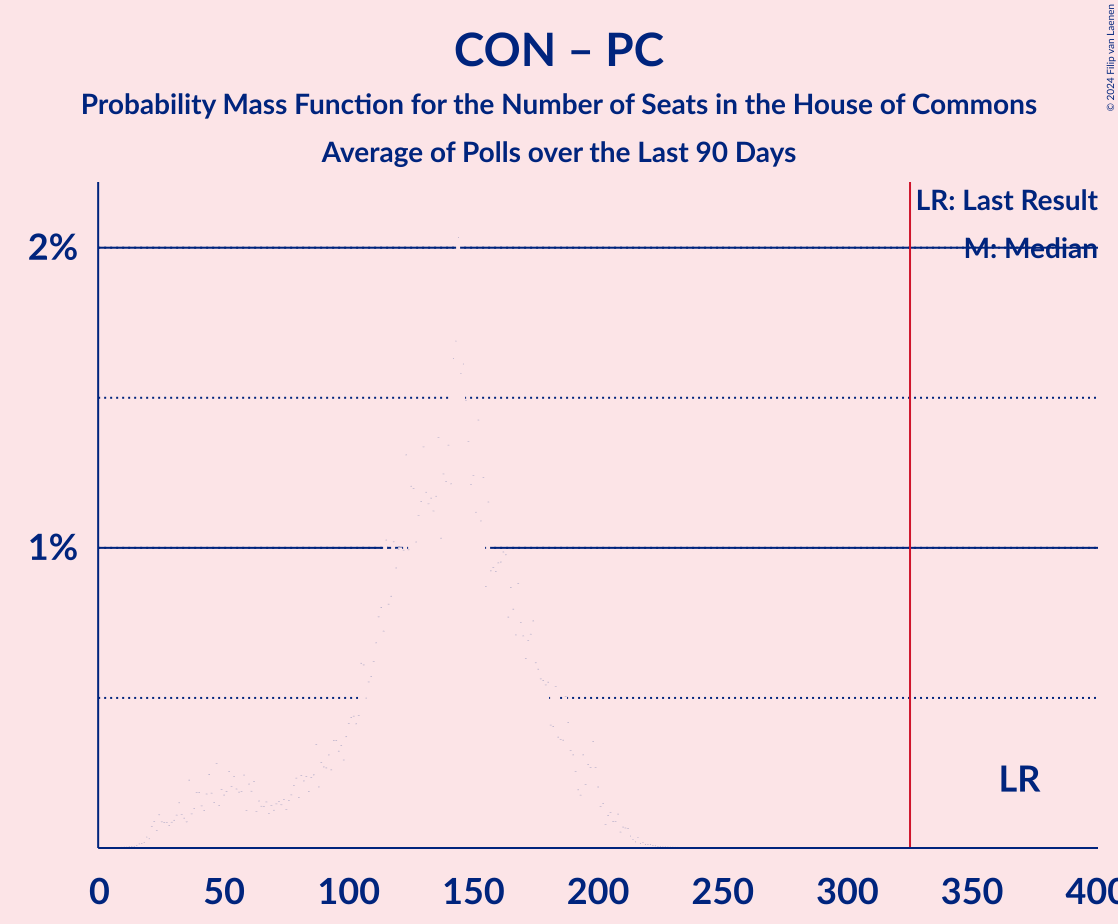 CON – PC
Probability Mass Function for the Number of Seats in the House of Commons
Average of Polls over the Last 90 Days
© 2024 Filip van Laenen
LR: Last Result
M: Median
2%
1%
LR
0 50 100 150 200 250 300 350 400